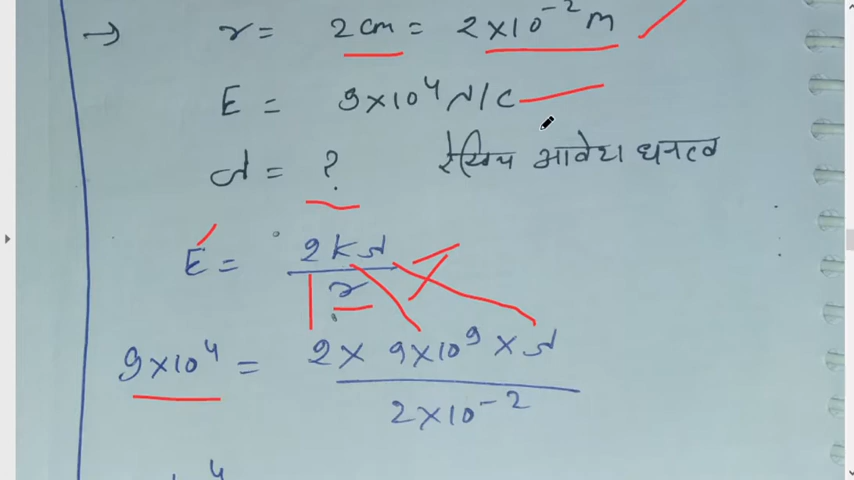 → r = 2cm = 2×10⁻² m
E = 9×10⁴ N/C
λ = ? रेखिय आवेश घनत्व
E = 2kλ / r
9×10⁴ = 2× 9×10⁹ × λ / 2×10⁻²